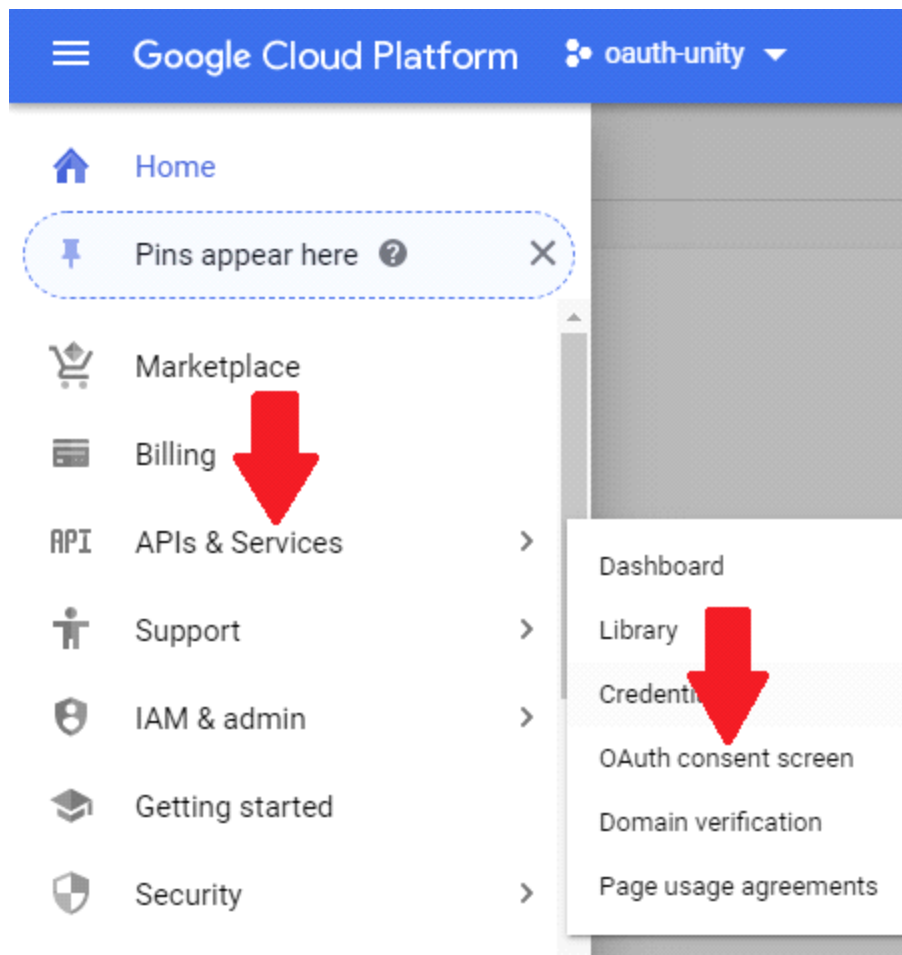 Google Cloud Platform oauth-unity
Home
Pins appear here ?
Marketplace
Billing
API APIs & Services
Support
IAM & admin
Getting started
Security
Dashboard
Library
OAuth consent screen
Domain verification
Page usage agreements